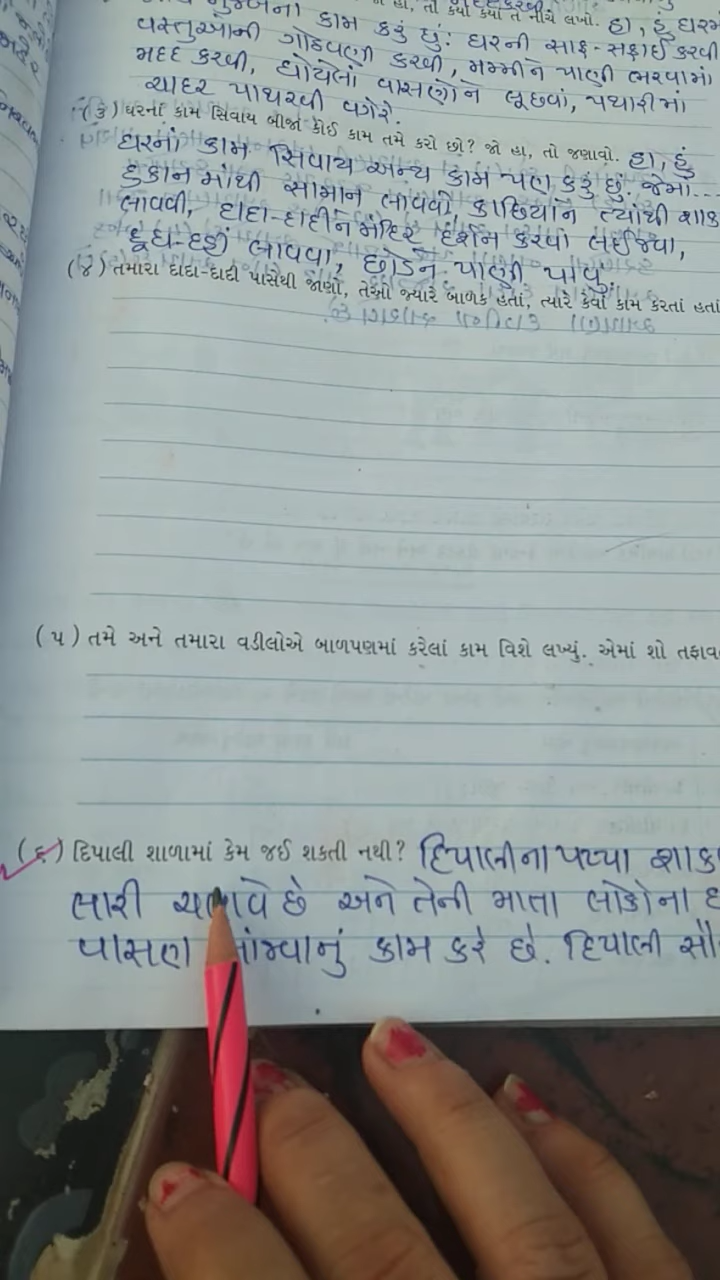 કામ કરું છું: ઘરની સાફ-સફાઈ કરવી
વસ્તુઓની ગોઠવણી કરવી, મમ્મીને પાણી ભરવામાં
મદદ કરવી, ધોયેલાં વાસણોને લૂછવાં, પથારીમાં
ચાદર પાથરવી વગેરે.
(૩) ઘરનાં કામ સિવાય બીજાં કોઈ કામ તમે કરો છો? જો હા, તો જણાવો. હા, હું
ઘરનાં કામ સિવાય અન્ય કામ પણ કરું છું. જેમાં...
દુકાનમાંથી સામાન લાવવો, કાછિયાને ત્યાંથી શાક
લાવવી, દાદા-દાદીને મંદિરે દર્શન કરવા લઈ જવા,
દૂધ-દહીં લાવવા, છોડને પાણી પાવું.
(૪) તમારા દાદા-દાદી પાસેથી જાણો, તેઓ જ્યારે બાળક હતાં, ત્યારે કેવાં કામ કરતાં હતાં
(૫) તમે અને તમારા વડીલોએ બાળપણમાં કરેલાં કામ વિશે લખ્યું. એમાં શો તફાવ
(૬) દિપાલી શાળામાં કેમ જઈ શકતી નથી? દિપાલીના પપ્પા શાક
લારી ચલાવે છે અને તેની માતા લોકોના ઘ
વાસણ માંજવાનું કામ કરે છે. દિપાલી સૌ